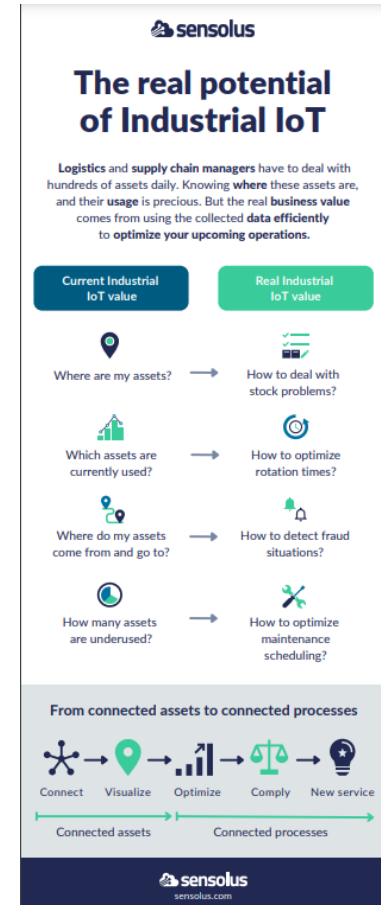 sensolus
The real potential
of Industrial IoT
Logistics and supply chain managers have to deal with
hundreds of assets daily. Knowing where these assets are,
and their usage is precious. But the real business value
comes from using the collected data efficiently
to optimize your upcoming operations.
Current Industrial
IoT value
Real Industrial
IoT value
Where are my assets?
How to deal with
stock problems?
Which assets are
currently used?
How to optimize
rotation times?
Where do my assets
come from and go to?
How to detect fraud
situations?
How many assets
are underused?
How to optimize
maintenance
scheduling?
From connected assets to connected processes
Connect
Visualize
Optimize
Comply
New service
Connected assets
Connected processes
sensolus
sensolus.com